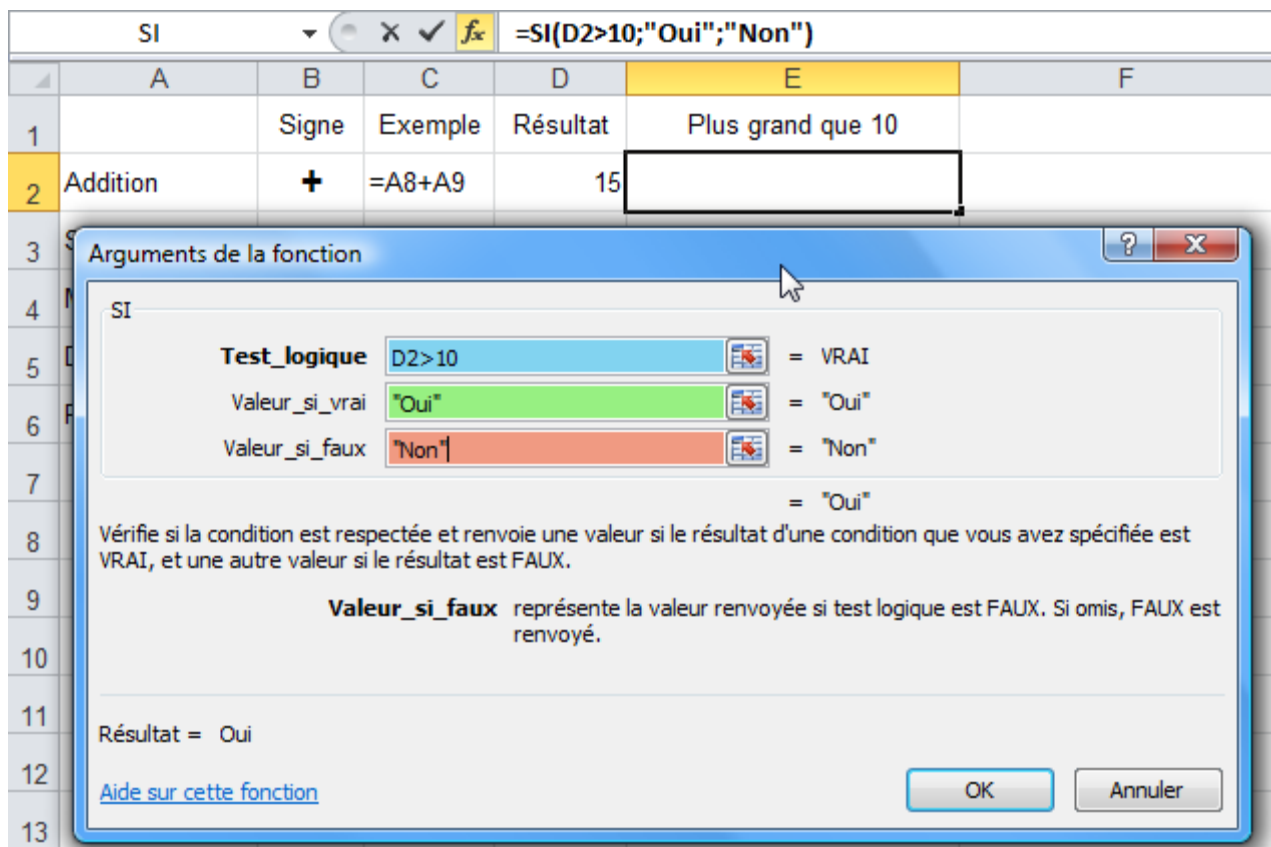 SI =SI(D2>10;"Oui";"Non")
A B C D E F
1 Signe Exemple Résultat Plus grand que 10
2 Addition + =A8+A9 15
3 S
Arguments de la fonction
4
SI
5 Test_logique D2>10 = VRAI
6 Valeur_si_vrai "Oui" = "Oui"
Valeur_si_faux "Non" = "Non"
7
= "Oui"
8 Vérifie si la condition est respectée et renvoie une valeur si le résultat d'une condition que vous avez spécifiée est
VRAI, et une autre valeur si le résultat est FAUX.
9 Valeur_si_faux représente la valeur renvoyée si test logique est FAUX. Si omis, FAUX est
renvoyé.
10
11
Résultat = Oui
12
Aide sur cette fonction OK Annuler
13